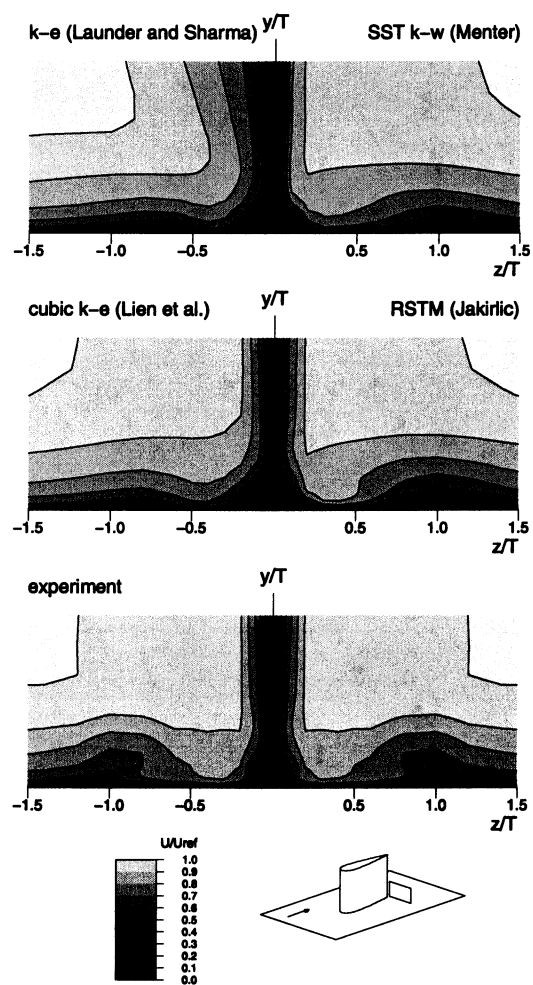 k–e (Launder and Sharma) y/T SST k–w (Menter)
−1.5 −1.0 −0.5 0.5 1.0 1.5
z/T
cubic k–e (Lien et al.) y/T RSTM (Jakirlic)
−1.5 −1.0 −0.5 0.5 1.0 1.5
z/T
experiment y/T
−1.5 −1.0 −0.5 0.5 1.0 1.5
z/T
U/Uref
1.0
0.9
0.8
0.7
0.6
0.5
0.4
0.3
0.2
0.1
0.0